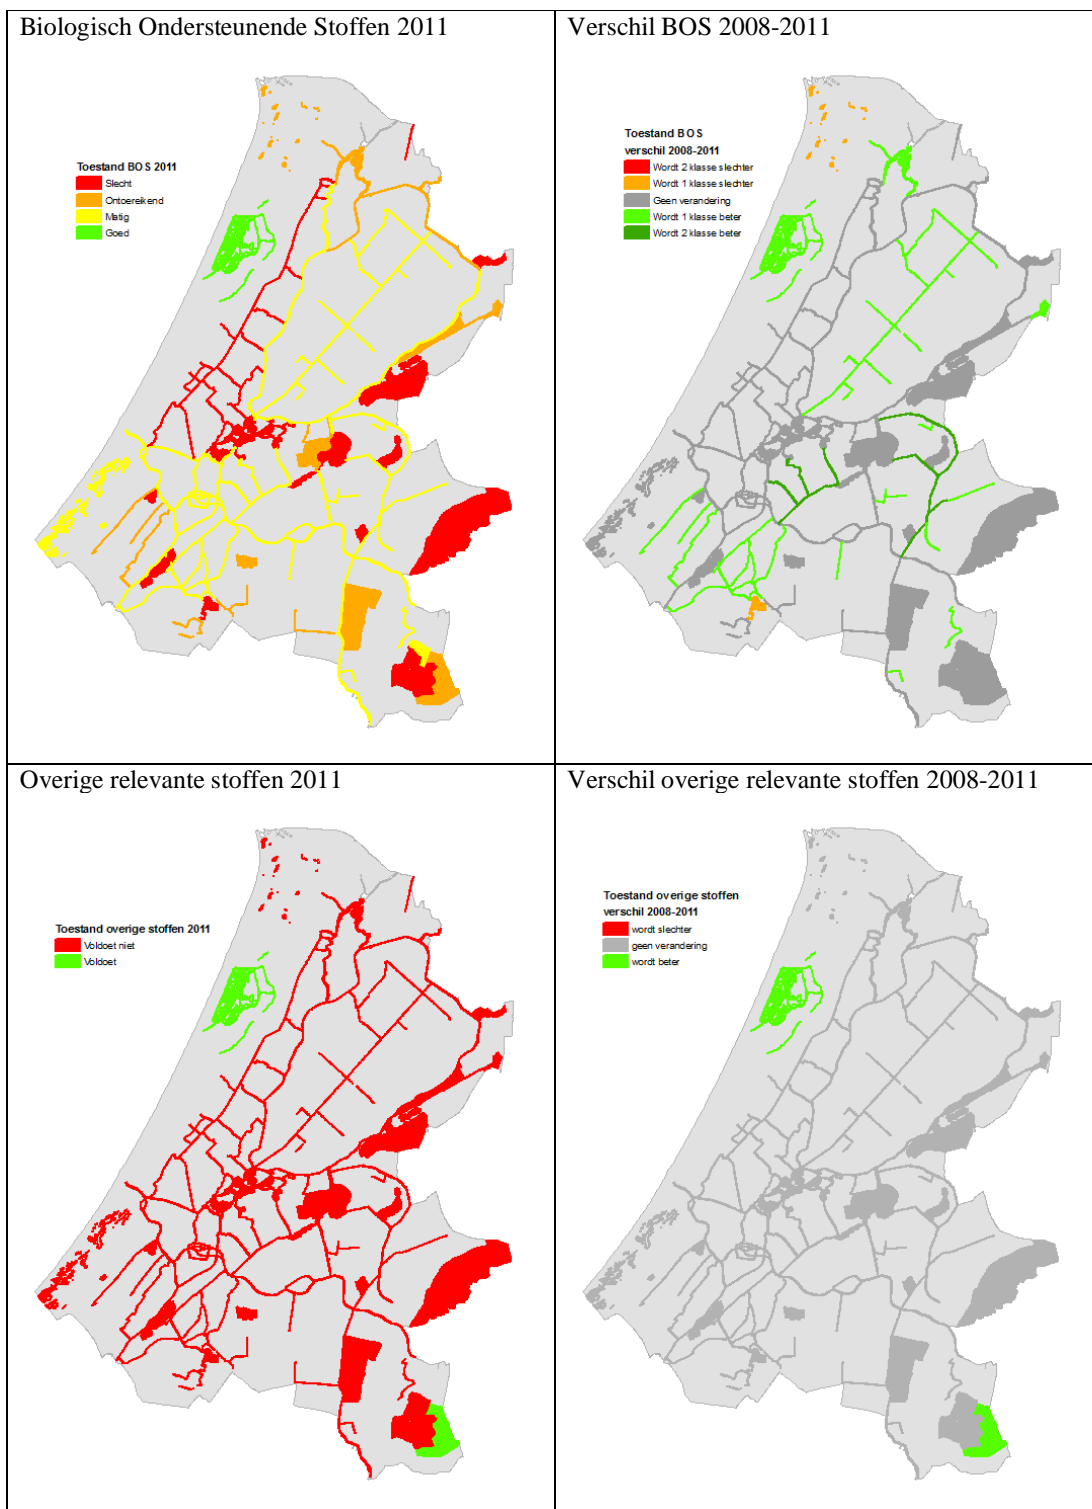 Biologisch Ondersteunende Stoffen 2011
Toestand BOS 2011
Slecht
Ontoereikend
Matig
Goed
Verschil BOS 2008-2011
Toestand BOS
verschil 2008-2011
Wordt 2 klasse slechter
Wordt 1 klasse slechter
Geen verandering
Wordt 1 klasse beter
Wordt 2 klasse beter
Overige relevante stoffen 2011
Toestand overige stoffen 2011
Voldoet niet
Voldoet
Verschil overige relevante stoffen 2008-2011
Toestand overige stoffen
verschil 2008-2011
wordt slechter
geen verandering
wordt beter